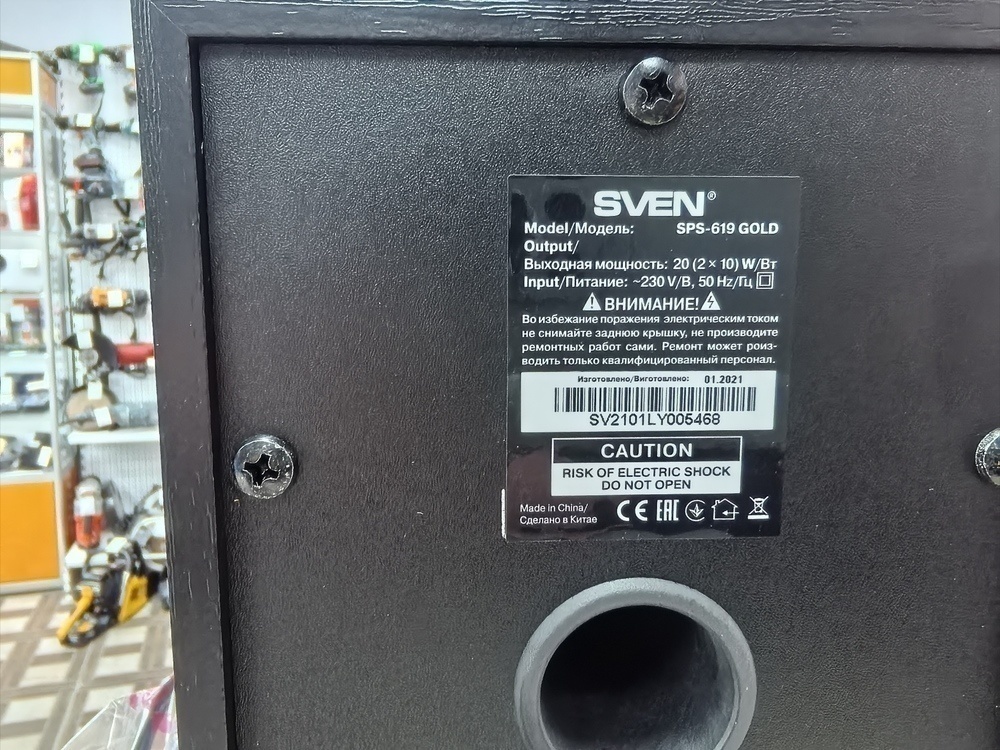 SVEN®
Model/Модель: SPS-619 GOLD
Output/
Выходная мощность: 20 (2 × 10) W/Вт
Input/Питание: ~230 V/В, 50 Hz/Гц
ВНИМАНИЕ!
Во избежание поражения электрическим током
не снимайте заднюю крышку, не производите
ремонтных работ сами. Ремонт может роиз-
водить только квалифицированный персонал.
Изготовлено/Виготовлено: 01.2021
SV2101LY005468
CAUTION
RISK OF ELECTRIC SHOCK
DO NOT OPEN
Made in China/
Сделано в Китае
CE EAC